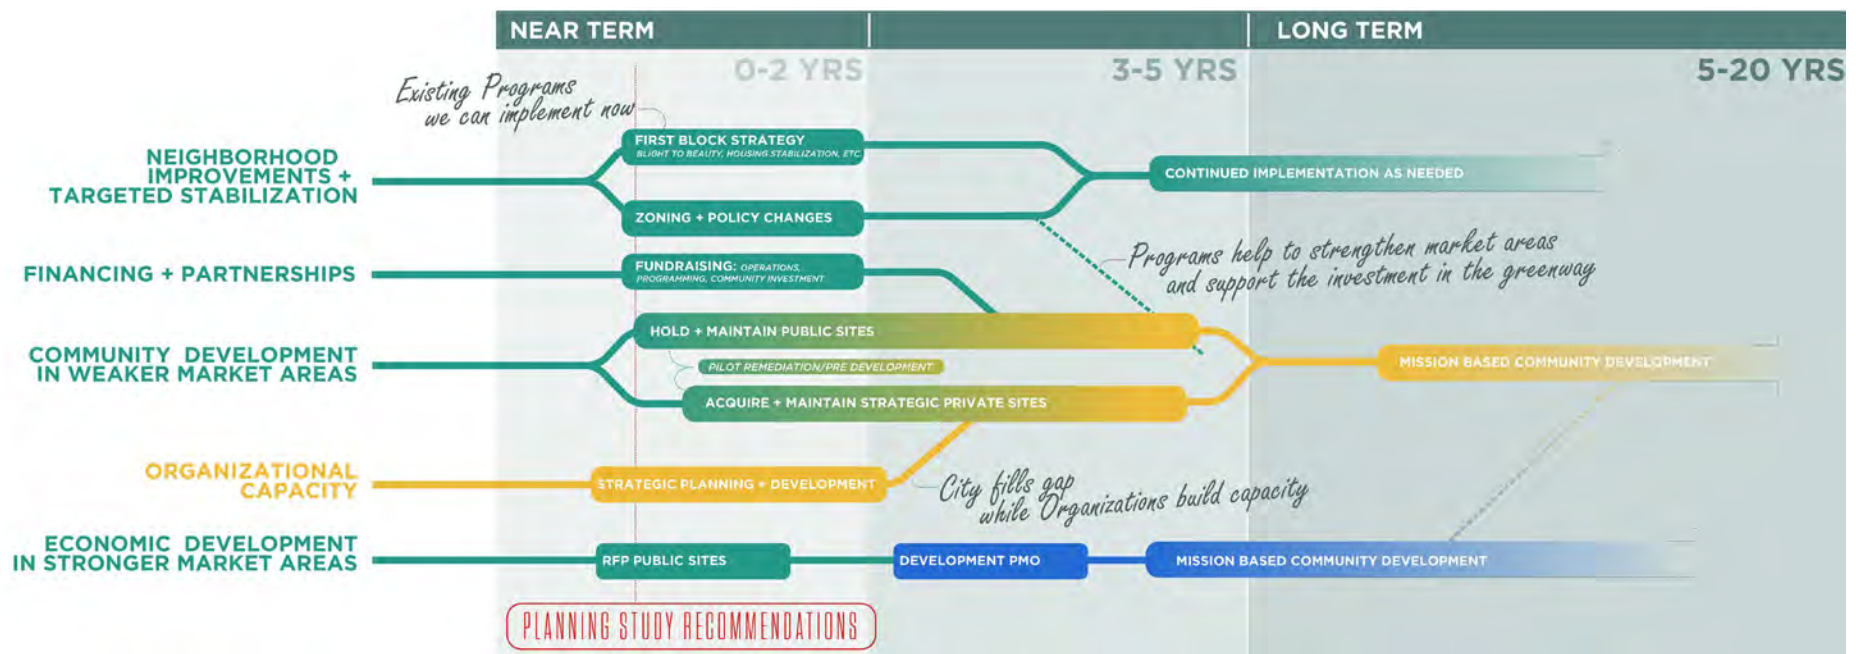 NEAR TERM
LONG TERM
0-2 YRS
3-5 YRS
5-20 YRS
Existing Programs
we can implement now
NEIGHBORHOOD
IMPROVEMENTS +
TARGETED STABILIZATION
FIRST BLOCK STRATEGY
BLIGHT TO BEAUTY, HOUSING STABILIZATION, ETC
ZONING + POLICY CHANGES
CONTINUED IMPLEMENTATION AS NEEDED
Programs help to strengthen market areas
and support the investment in the greenway
FINANCING + PARTNERSHIPS
FUNDRAISING: OPERATIONS,
PROGRAMMING, COMMUNITY INVESTMENT
COMMUNITY DEVELOPMENT
IN WEAKER MARKET AREAS
HOLD + MAINTAIN PUBLIC SITES
PILOT REMEDIATION/PRE DEVELOPMENT
ACQUIRE + MAINTAIN STRATEGIC PRIVATE SITES
MISSION BASED COMMUNITY DEVELOPMENT
ORGANIZATIONAL
CAPACITY
STRATEGIC PLANNING + DEVELOPMENT
City fills gap
while Organizations build capacity
ECONOMIC DEVELOPMENT
IN STRONGER MARKET AREAS
RFP PUBLIC SITES
DEVELOPMENT PMO
MISSION BASED COMMUNITY DEVELOPMENT
PLANNING STUDY RECOMMENDATIONS